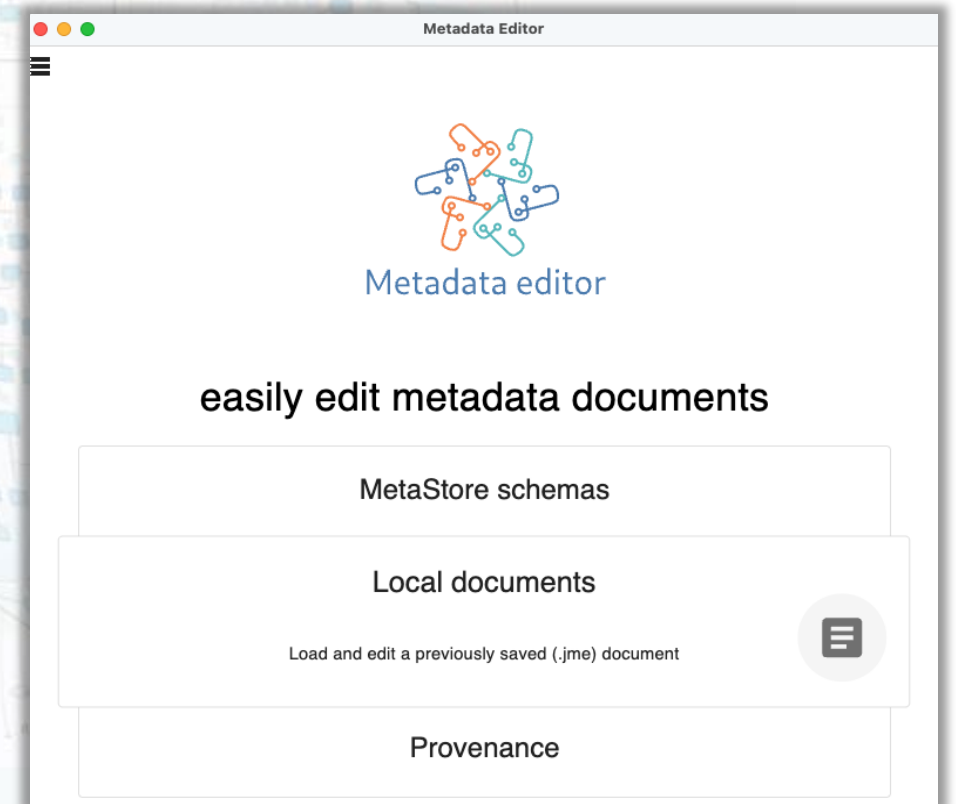 Metadata Editor
Metadata editor
easily edit metadata documents
MetaStore schemas
Local documents
Load and edit a previously saved (.jme) document
Provenance